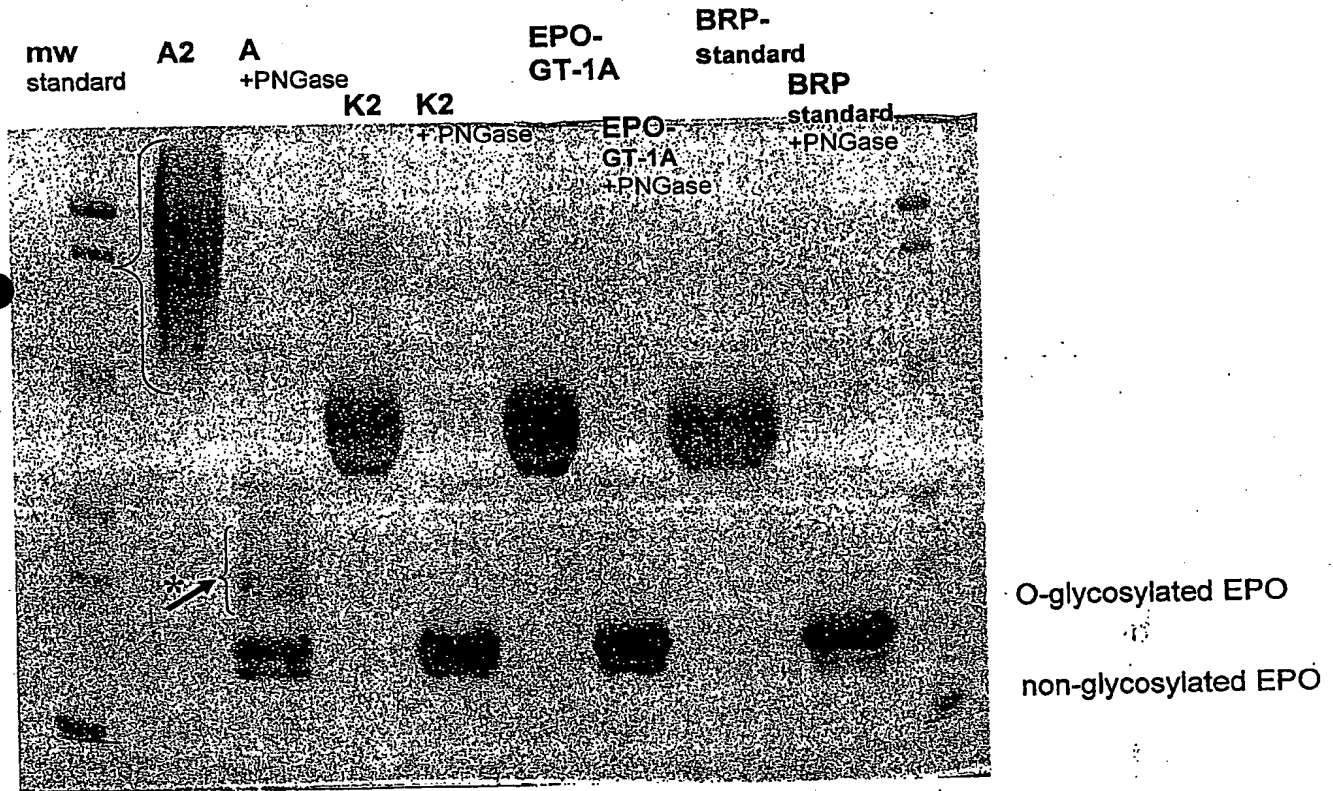 mw
standard
A2
A
+PNGase
K2
K2
+ PNGase
EPO-
GT-1A
EPO-
GT-1A
+PNGase
BRP-
standard
BRP
standard
+PNGase
*
O-glycosylated EPO
non-glycosylated EPO